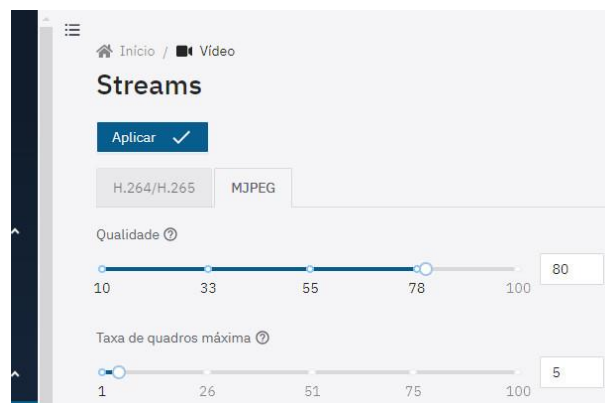 Início / Vídeo
Streams
Aplicar
H.264/H.265 MJPEG
Qualidade
80
10 33 55 78 100
Taxa de quadros máxima
5
1 26 51 75 100